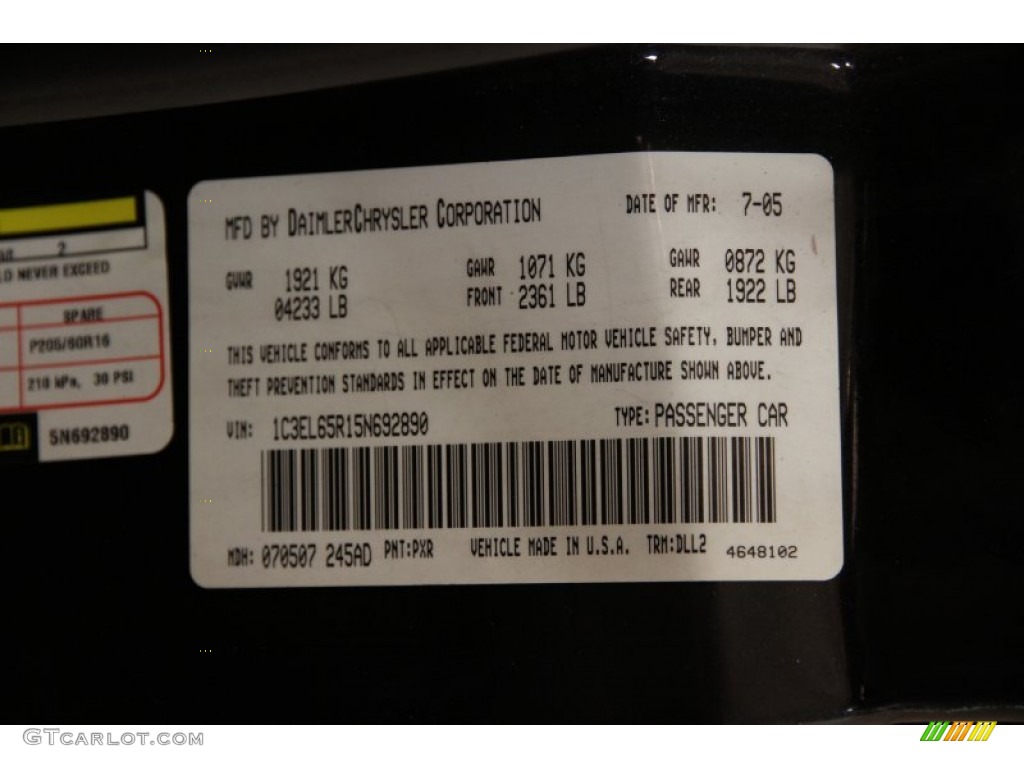 MFD BY DAIMLERCHRYSLER CORPORATION DATE OF MFR: 7-05
GVWR 1921 KG GAWR 1071 KG GAWR 0872 KG
04233 LB FRONT 2361 LB REAR 1922 LB
THIS VEHICLE CONFORMS TO ALL APPLICABLE FEDERAL MOTOR VEHICLE SAFETY, BUMPER AND
THEFT PREVENTION STANDARDS IN EFFECT ON THE DATE OF MANUFACTURE SHOWN ABOVE.
VIN: 1C3EL65R15N692890 TYPE: PASSENGER CAR
MDH: 070507 245AD PNT:PXR VEHICLE MADE IN U.S.A. TRM:DLL2 4648102
2
NEVER EXCEED
SPARE
P205/60R16
210 kPa, 30 PSI
5N692890
GTCarlot.com